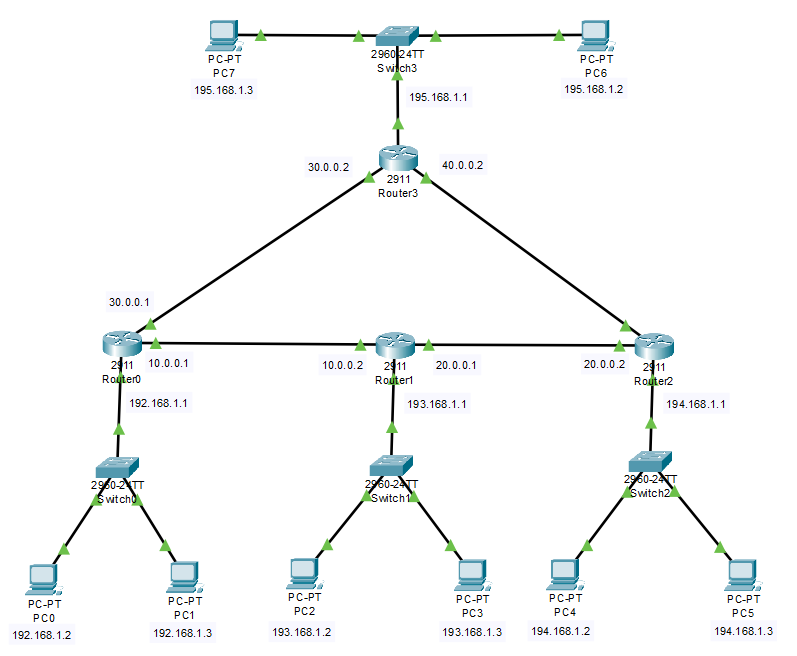 PC-PT
PC7
195.168.1.3
2960-24TT
Switch3
PC-PT
PC6
195.168.1.2
195.168.1.1
30.0.0.2
40.0.0.2
2911
Router3
30.0.0.1
2911
Router0
10.0.0.1
10.0.0.2
2911
Router1
20.0.0.1
20.0.0.2
2911
Router2
192.168.1.1
193.168.1.1
194.168.1.1
2960-24TT
Switch0
2960-24TT
Switch1
2960-24TT
Switch2
PC-PT
PC0
192.168.1.2
PC-PT
PC1
192.168.1.3
PC-PT
PC2
193.168.1.2
PC-PT
PC3
193.168.1.3
PC-PT
PC4
194.168.1.2
PC-PT
PC5
194.168.1.3